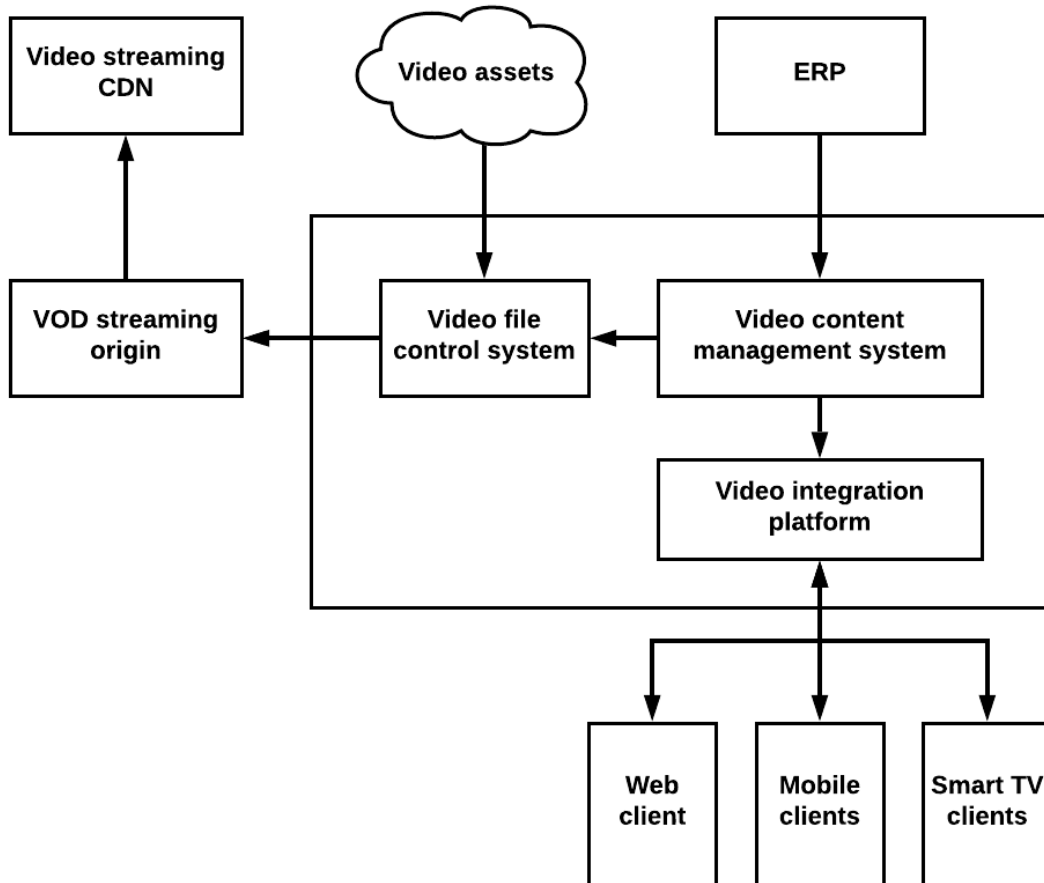 Video streaming
CDN
Video assets
ERP
VOD streaming
origin
Video file
control system
Video content
management system
Video integration
platform
Web
client
Mobile
clients
Smart TV
clients